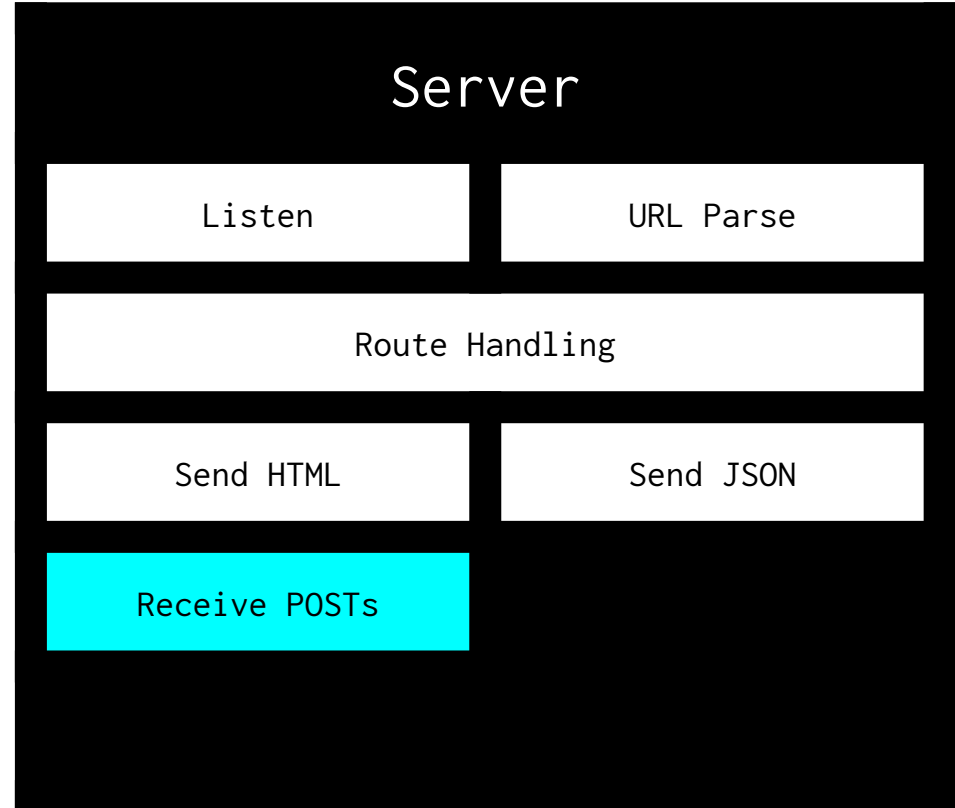 Server
Listen
URL Parse
Route Handling
Send HTML
Send JSON
Receive POSTs